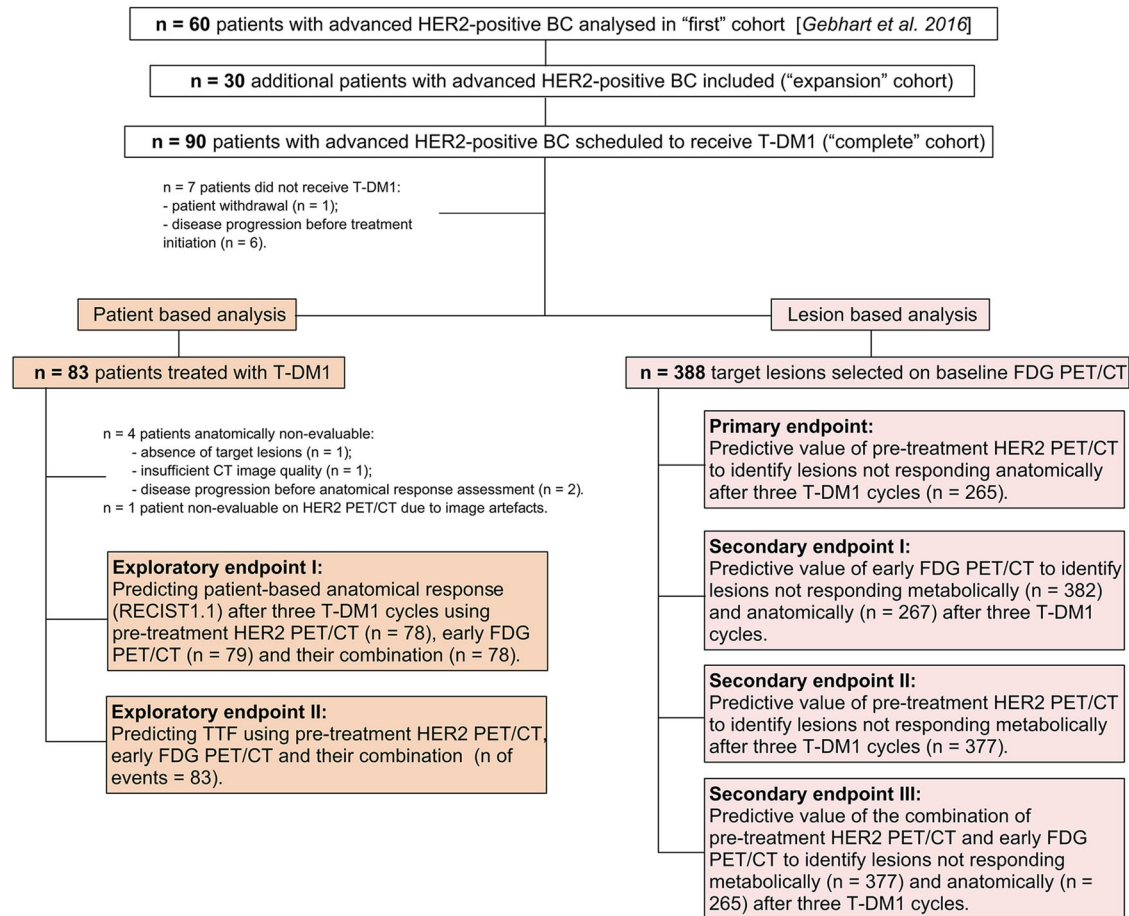 n = 60 patients with advanced HER2-positive BC analysed in “first” cohort [Gebhart et al. 2016]
n = 30 additional patients with advanced HER2-positive BC included (“expansion” cohort)
n = 90 patients with advanced HER2-positive BC scheduled to receive T-DM1 (“complete” cohort)
n = 7 patients did not receive T-DM1:
- patient withdrawal (n = 1);
- disease progression before treatment
initiation (n = 6).
Patient based analysis
n = 83 patients treated with T-DM1
n = 4 patients anatomically non-evaluable:
- absence of target lesions (n = 1);
- insufficient CT image quality (n = 1);
- disease progression before anatomical response assessment (n = 2).
n = 1 patient non-evaluable on HER2 PET/CT due to image artefacts.
Exploratory endpoint I:
Predicting patient-based anatomical response
(RECIST1.1) after three T-DM1 cycles using
pre-treatment HER2 PET/CT (n = 78), early FDG
PET/CT (n = 79) and their combination (n = 78).
Exploratory endpoint II:
Predicting TTF using pre-treatment HER2 PET/CT,
early FDG PET/CT and their combination (n of
events = 83).
Lesion based analysis
n = 388 target lesions selected on baseline FDG PET/CT
Primary endpoint:
Predictive value of pre-treatment HER2 PET/CT
to identify lesions not responding anatomically
after three T-DM1 cycles (n = 265).
Secondary endpoint I:
Predictive value of early FDG PET/CT to identify
lesions not responding metabolically (n = 382)
and anatomically (n = 267) after three T-DM1
cycles.
Secondary endpoint II:
Predictive value of pre-treatment HER2 PET/CT
to identify lesions not responding metabolically
after three T-DM1 cycles (n = 377).
Secondary endpoint III:
Predictive value of the combination of
pre-treatment HER2 PET/CT and early FDG
PET/CT to identify lesions not responding
metabolically (n = 377) and anatomically (n =
265) after three T-DM1 cycles.